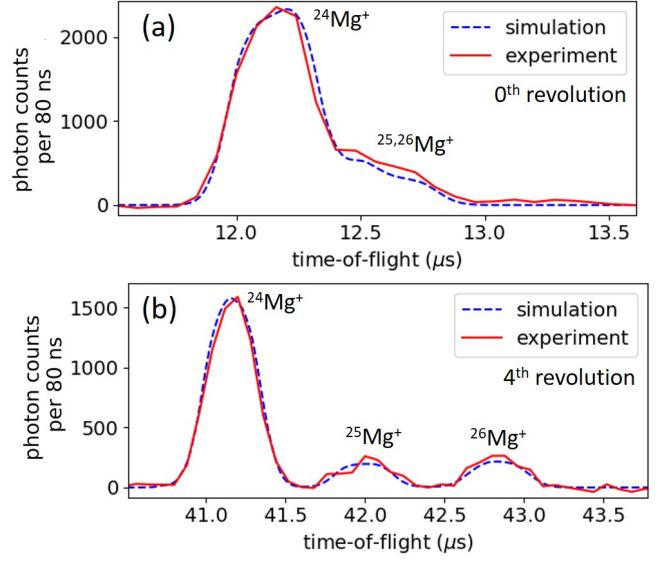 (a)
²⁴Mg⁺
simulation
experiment
0ᵗʰ revolution
²⁵,²⁶Mg⁺
2000
1000
0
photon counts
per 80 ns
12.0 12.5 13.0 13.5
time-of-flight (μs)
(b)
²⁴Mg⁺
simulation
experiment
4ᵗʰ revolution
²⁵Mg⁺
²⁶Mg⁺
1500
1000
500
0
photon counts
per 80 ns
41.0 41.5 42.0 42.5 43.0 43.5
time-of-flight (μs)